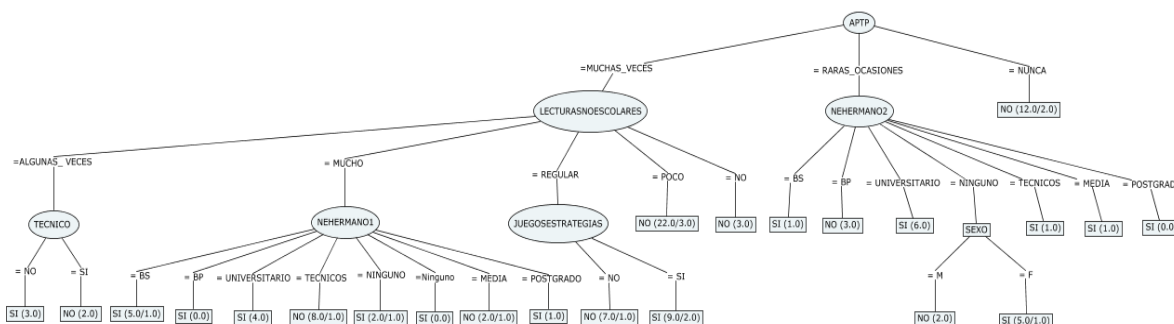 APTP
=MUCHAS_VECES
= RARAS_OCASIONES
= NUNCA
LECTURASNOESCOLARES
NEHERMANO2
NO (12.0/2.0)
=ALGUNAS_ VECES
= MUCHO
= REGULAR
= POCO
= NO
= BS
= BP
= UNIVERSITARIO
= NINGUNO
= TECNICOS
= MEDIA
= POSTGRADO
TECNICO
NEHERMANO1
JUEGOSESTRATEGIAS
NO (22.0/3.0)
NO (3.0)
SI (1.0)
NO (3.0)
SI (6.0)
SEXO
SI (1.0)
SI (1.0)
SI (0.0
= NO
= SI
= BS
= BP
= UNIVERSITARIO
= TECNICOS
= NINGUNO
=Ninguno
= MEDIA
= POSTGRADO
= NO
= SI
= M
= F
SI (3.0)
NO (2.0)
SI (5.0/1.0)
SI (0.0)
SI (4.0)
NO (8.0/1.0)
SI (2.0/1.0)
SI (0.0)
NO (2.0/1.0)
SI (1.0)
NO (7.0/1.0)
SI (9.0/2.0)
NO (2.0)
SI (5.0/1.0)